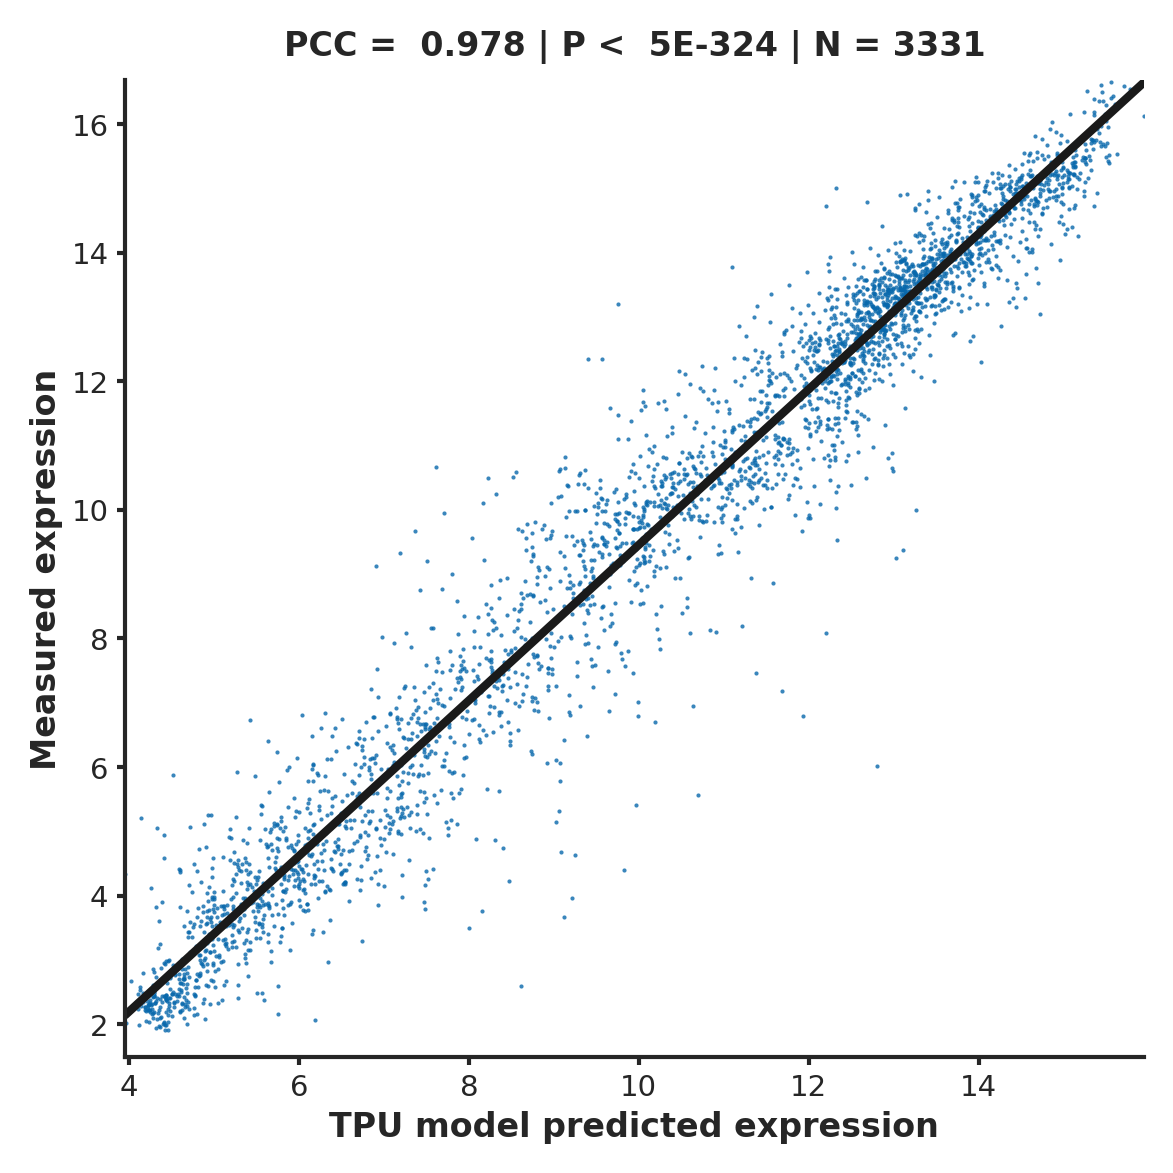 PCC =  0.978 | P <  5E-324 | N = 3331
Measured expression
16
14
12
10
8
6
4
2
4 6 8 10 12 14
TPU model predicted expression